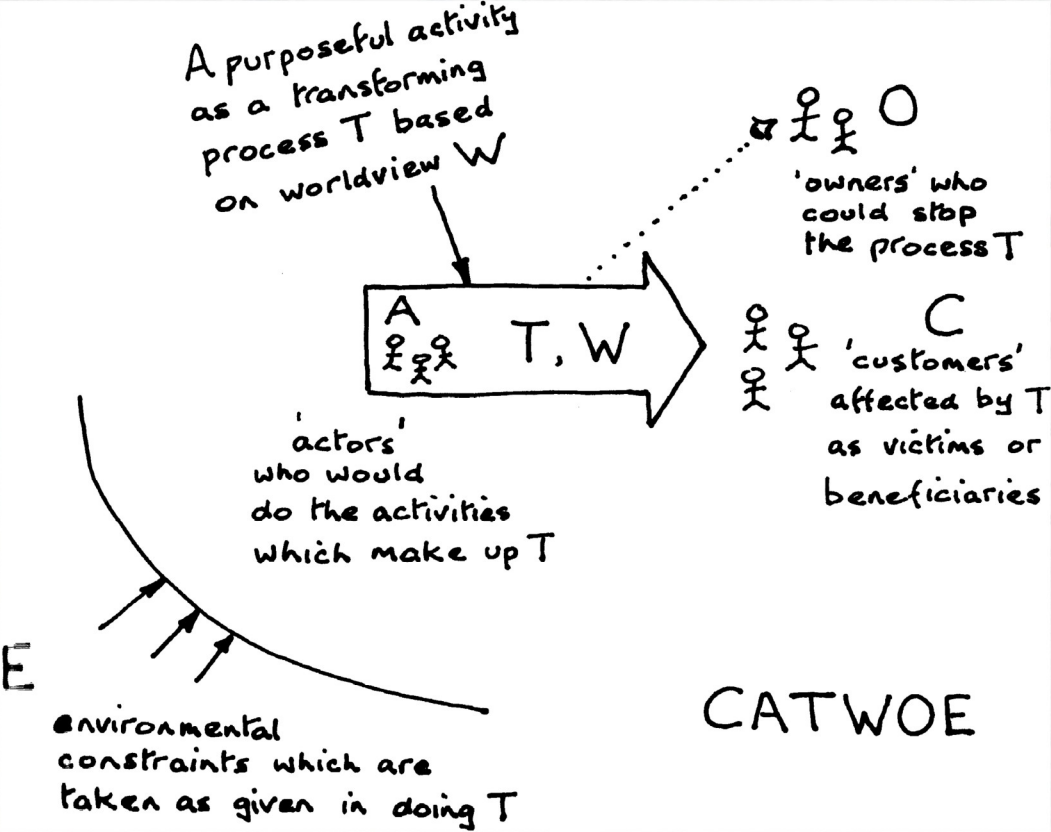 A purposeful activity
as a transforming
process T based
on worldview W
O
'owners' who
could stop
the process T
A
T, W
C
'customers'
affected by T
as victims or
beneficiaries
'actors'
who would
do the activities
which make up T
E
environmental
constraints which are
taken as given in doing T
CATWOE